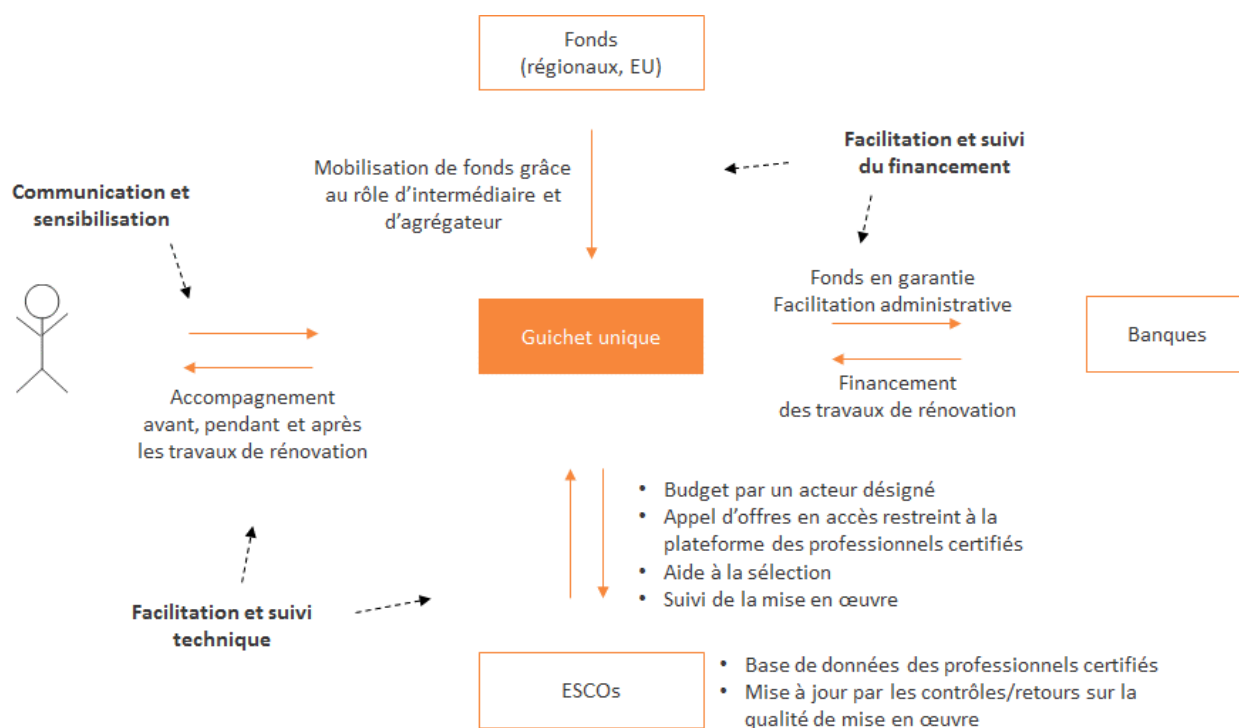 Fonds
(régionaux, EU)
Facilitation et suivi
du financement
Mobilisation de fonds grâce
au rôle d’intermédiaire et
d’agrégateur
Communication et
sensibilisation
Fonds en garantie
Facilitation administrative
Guichet unique
Banques
Financement
des travaux de rénovation
Accompagnement
avant, pendant et après
les travaux de rénovation
• Budget par un acteur désigné
• Appel d’offres en accès restreint à la
plateforme des professionnels certifiés
• Aide à la sélection
• Suivi de la mise en œuvre
Facilitation et suivi
technique
ESCOs
• Base de données des professionnels certifiés
• Mise à jour par les contrôles/retours sur la
qualité de mise en œuvre